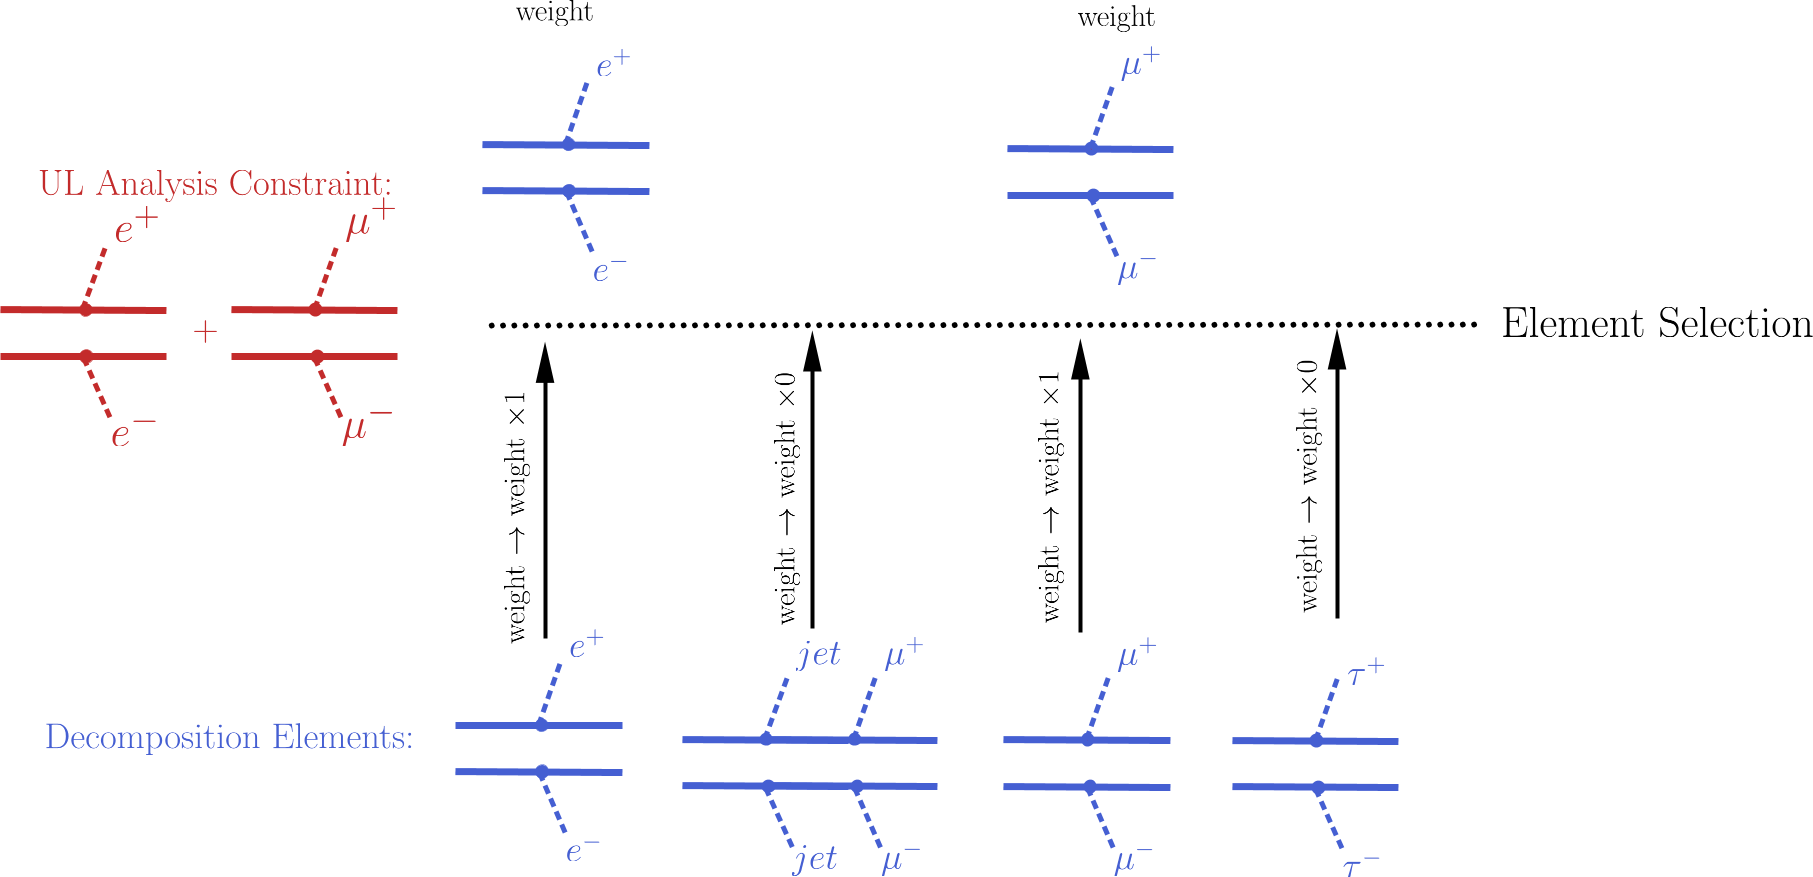 weight
weight
e⁺
μ⁺
UL Analysis Constraint:
e⁺
μ⁺
e⁻
μ⁻
+
Element Selection
e⁻
μ⁻
weight → weight ×1
weight → weight ×0
weight → weight ×1
weight → weight ×0
e⁺
jet
μ⁺
μ⁺
τ⁺
Decomposition Elements:
e⁻
jet
μ⁻
μ⁻
τ⁻